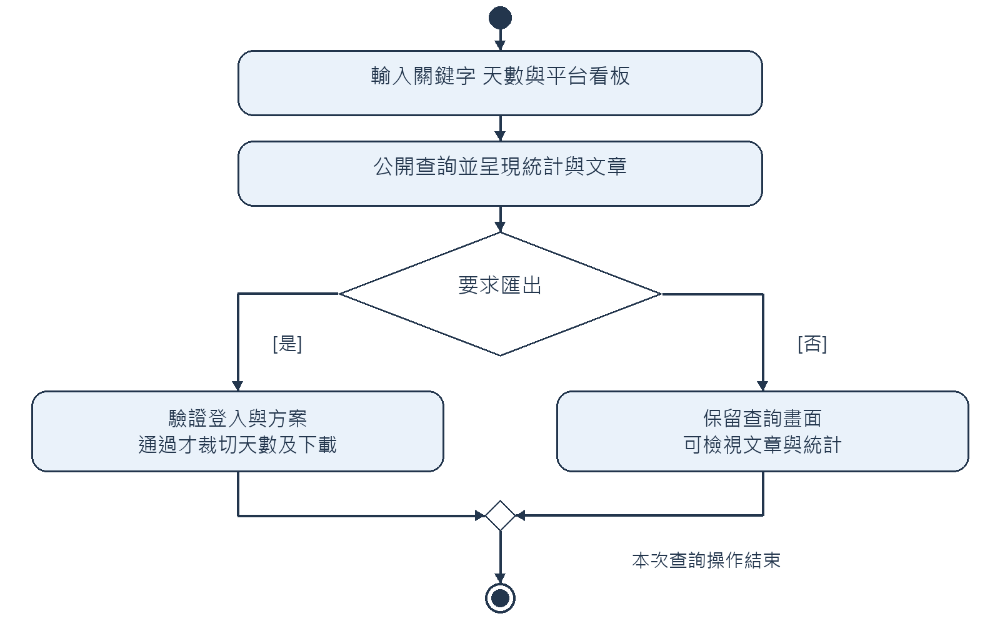 輸入關鍵字 天數與平台看板
公開查詢並呈現統計與文章
要求匯出
[是]
[否]
驗證登入與方案
通過才裁切天數及下載
保留查詢畫面
可檢視文章與統計
本次查詢操作結束